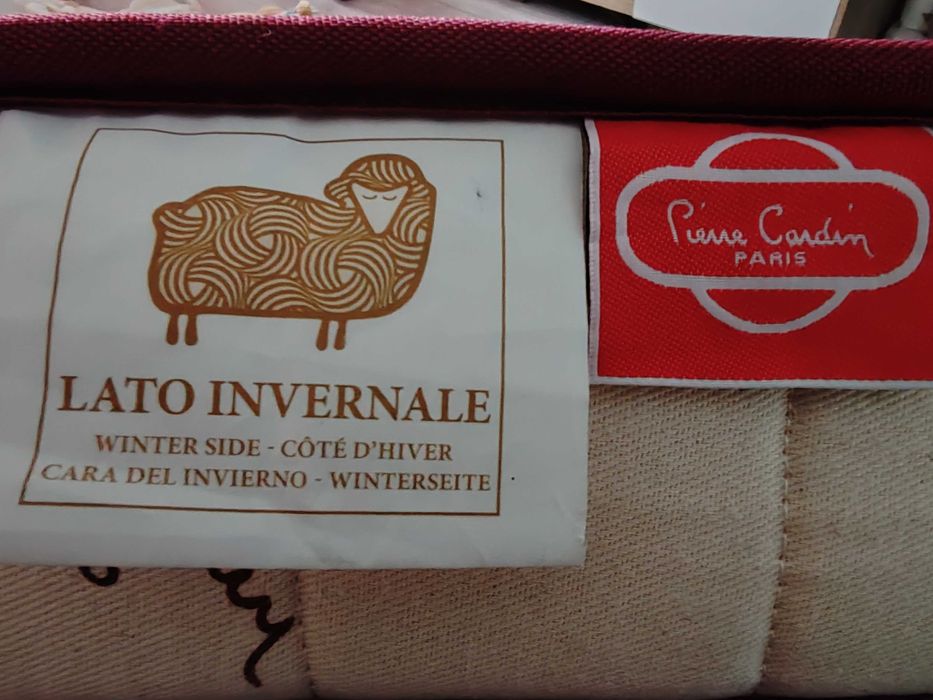 LATO INVERNALE
WINTER SIDE - CÔTÉ D'HIVER
CARA DEL INVIERNO - WINTERSEITE
Pierre Cardin
PARIS